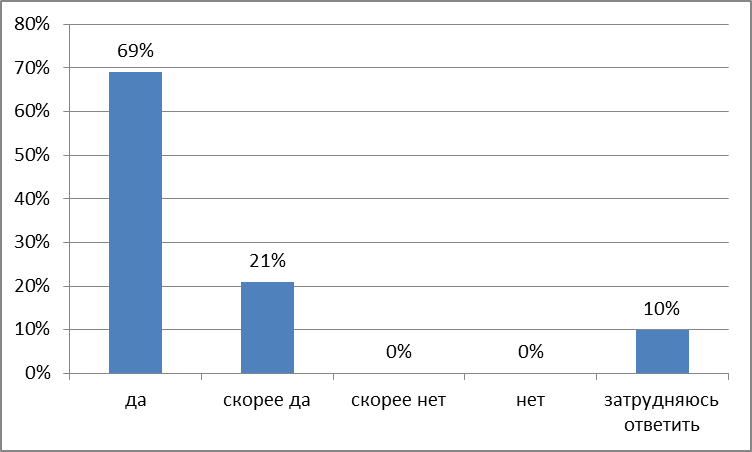 80%
70%
60%
50%
40%
30%
20%
10%
0%
69%
21%
0%
0%
10%
да
скорее да
скорее нет
нет
затрудняюсь
ответить